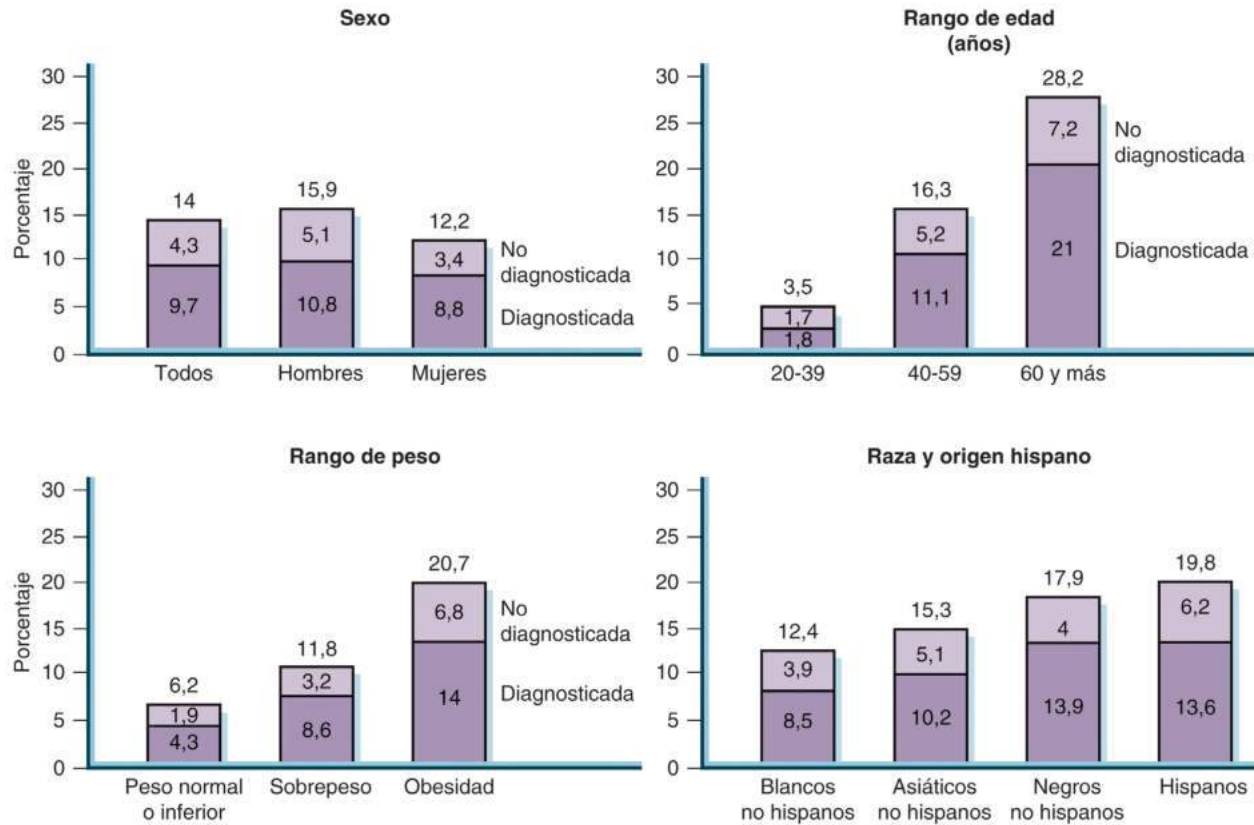 Sexo
Porcentaje
30
25
20
15
10
5
0
14
4,3
9,7
15,9
5,1
10,8
12,2
3,4
8,8
No
diagnosticada
Diagnosticada
Todos
Hombres
Mujeres
Rango de edad
(años)
30
25
20
15
10
5
0
3,5
1,7
1,8
16,3
5,2
11,1
28,2
7,2
21
No
diagnosticada
Diagnosticada
20-39
40-59
60 y más
Rango de peso
Porcentaje
30
25
20
15
10
5
0
6,2
1,9
4,3
11,8
3,2
8,6
20,7
6,8
14
No
diagnosticada
Diagnosticada
Peso normal
o inferior
Sobrepeso
Obesidad
Raza y origen hispano
30
25
20
15
10
5
0
12,4
3,9
8,5
15,3
5,1
10,2
17,9
4
13,9
19,8
6,2
13,6
Blancos
no hispanos
Asiáticos
no hispanos
Negros
no hispanos
Hispanos